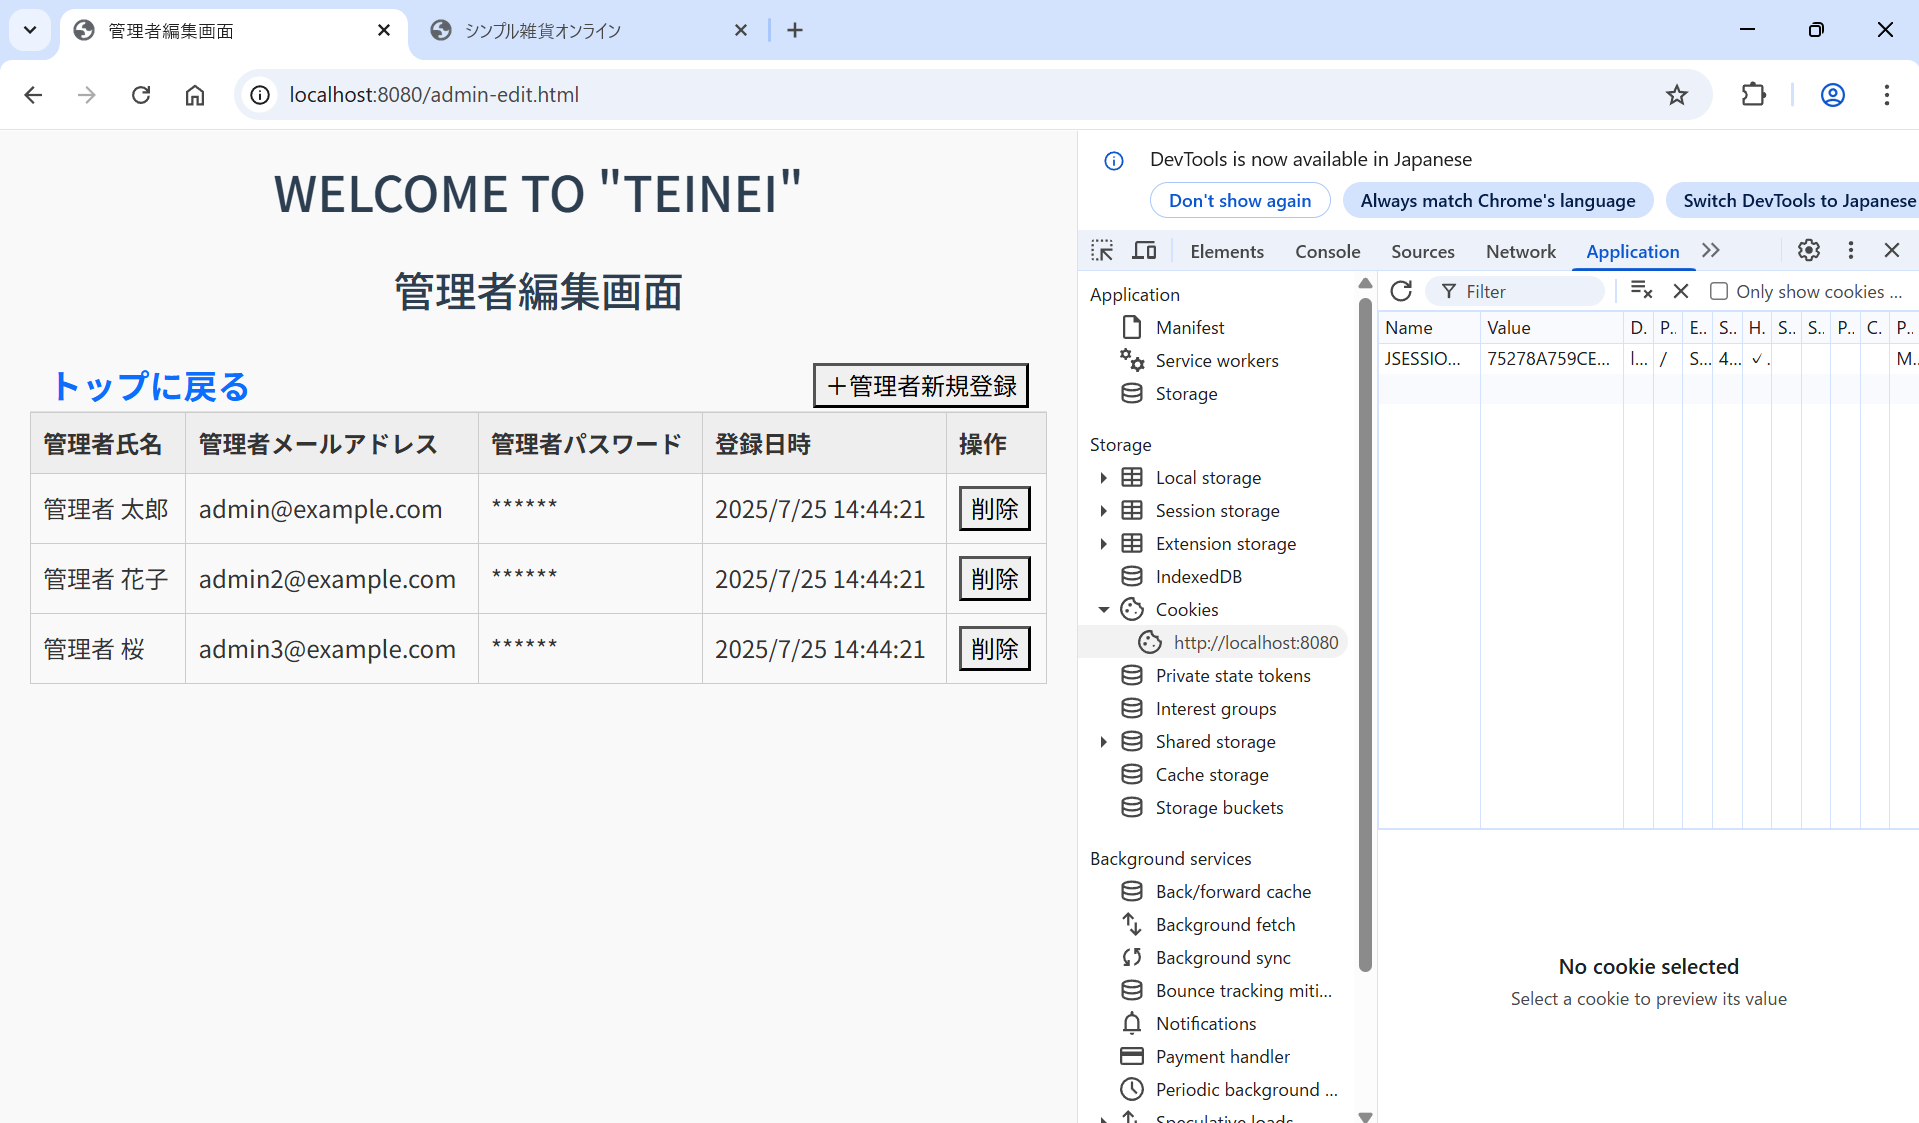 管理者編集画面
シンプル雑貨オンライン
localhost:8080/admin-edit.html
WELCOME TO "TEINEI"
管理者編集画面
トップに戻る
＋管理者新規登録
管理者氏名 管理者メールアドレス 管理者パスワード 登録日時 操作
管理者 太郎 admin@example.com ****** 2025/7/25 14:44:21 削除
管理者 花子 admin2@example.com ****** 2025/7/25 14:44:21 削除
管理者 桜 admin3@example.com ****** 2025/7/25 14:44:21 削除
DevTools is now available in Japanese
Don't show again Always match Chrome's language Switch DevTools to Japanese
Elements Console Sources Network Application
Application
Manifest
Service workers
Storage
Storage
Local storage
Session storage
Extension storage
IndexedDB
Cookies
http://localhost:8080
Private state tokens
Interest groups
Shared storage
Cache storage
Storage buckets
Background services
Back/forward cache
Background fetch
Background sync
Bounce tracking miti...
Notifications
Payment handler
Periodic background ...
Speculative loads
Filter Only show cookies ...
Name Value D. P.. E.. S.. H. S.. S.. P.. C. P..
JSESSIO... 75278A759CE... l... / S... 4... ✓. M...
No cookie selected
Select a cookie to preview its value